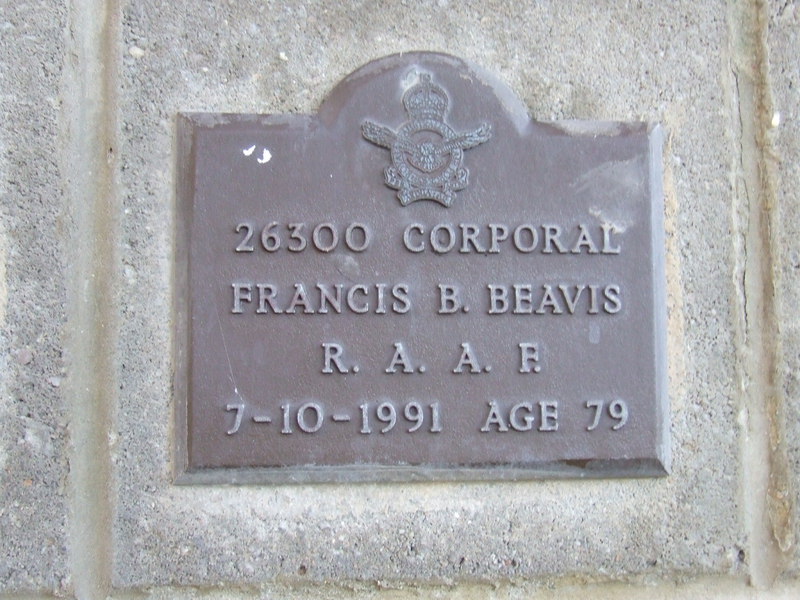 26300 CORPORAL
FRANCIS B. BEAVIS
R. A. A. F.
7-10-1991 AGE 79